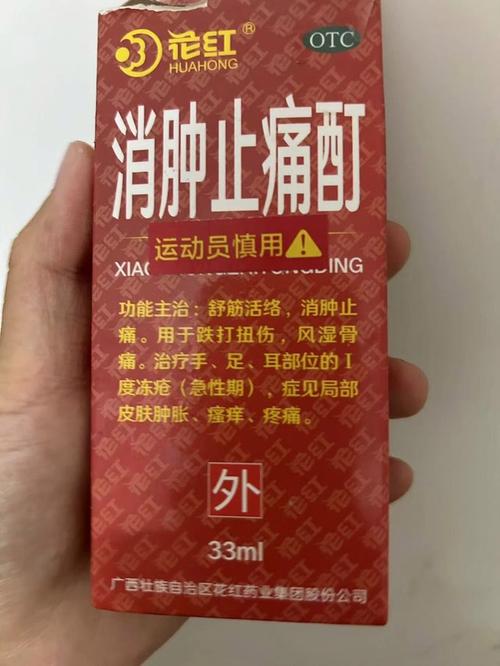 花红®
HUAHONG
OTC
消肿止痛酊
运动员慎用
功能主治：舒筋活络，消肿止
痛。用于跌打扭伤，风湿骨
痛。治疗手、足、耳部位的Ⅰ
度冻疮（急性期），症见局部
皮肤肿胀、瘙痒、疼痛。
外
33ml
广西壮族自治区花红药业集团股份公司